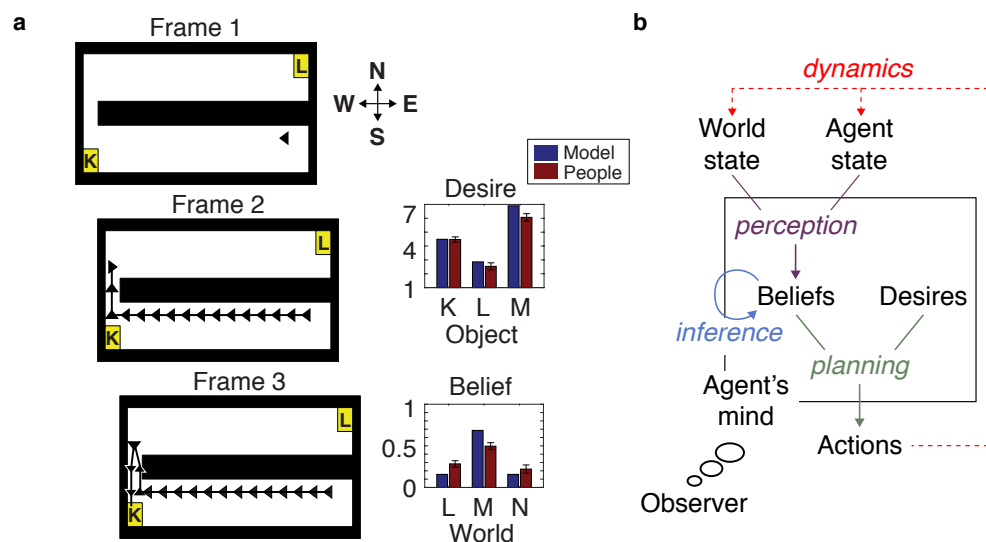 a
Frame 1
L
K
N
W E
S
Frame 2
L
K
Frame 3
L
K
Model
People
Desire
7
4
1
K L M
Object
Belief
1
0.5
0
L M N
World
b
dynamics
World
state
Agent
state
perception
Beliefs
Desires
inference
planning
Agent's
mind
Actions
Observer